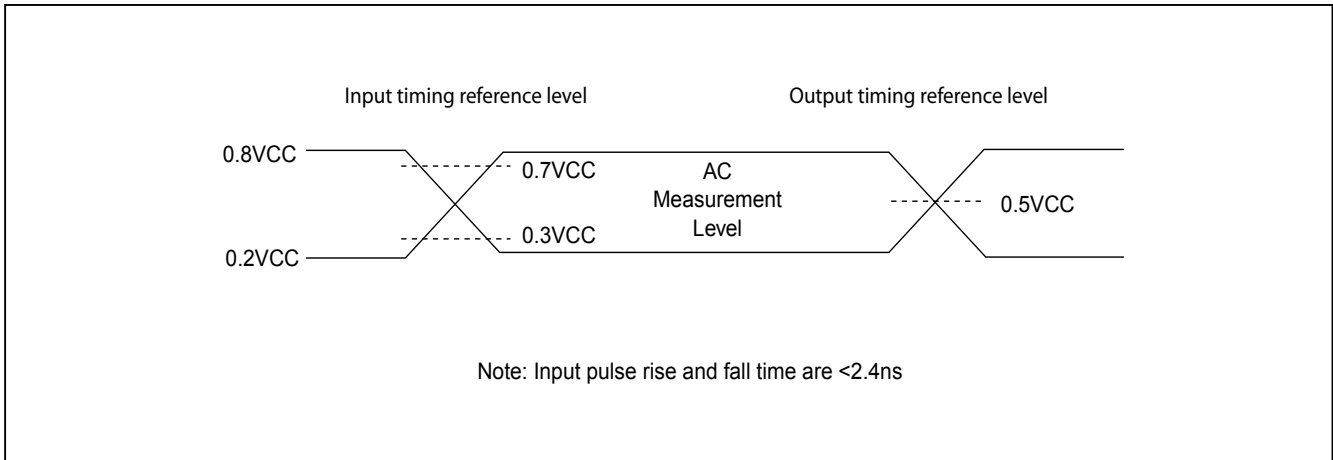 Input timing reference level
Output timing reference level
0.8VCC
0.7VCC
AC
Measurement
Level
0.5VCC
0.3VCC
0.2VCC
Note: Input pulse rise and fall time are <2.4ns